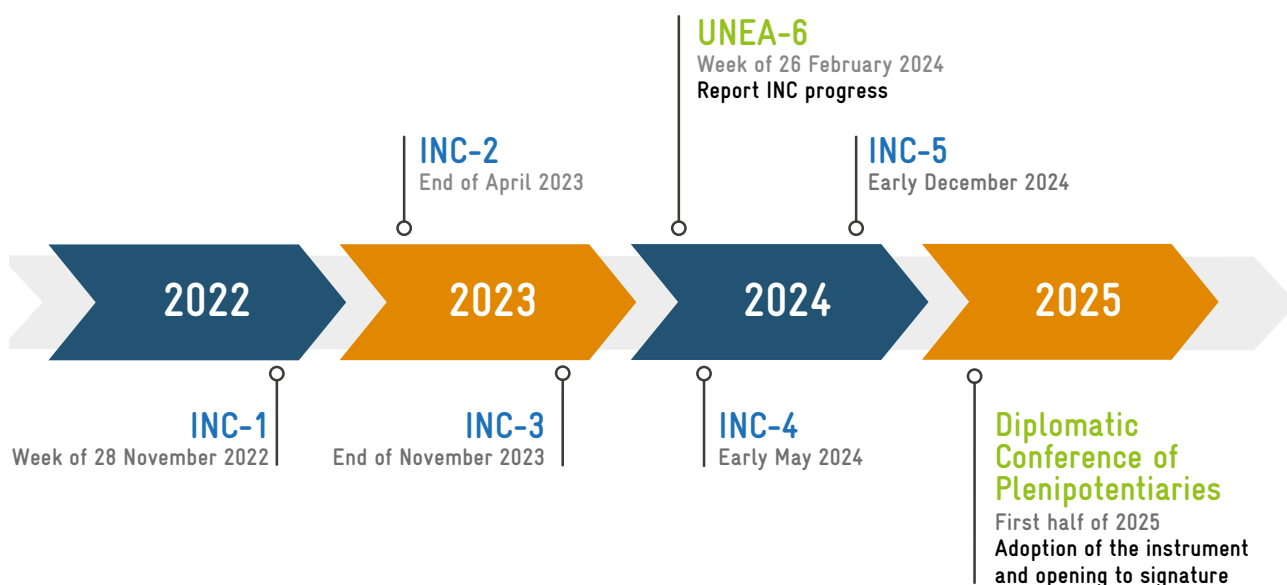 UNEA-6
Week of 26 February 2024
Report INC progress
INC-2
End of April 2023
INC-5
Early December 2024
2022
2023
2024
2025
INC-1
Week of 28 November 2022
INC-3
End of November 2023
INC-4
Early May 2024
Diplomatic
Conference of
Plenipotentiaries
First half of 2025
Adoption of the instrument
and opening to signature